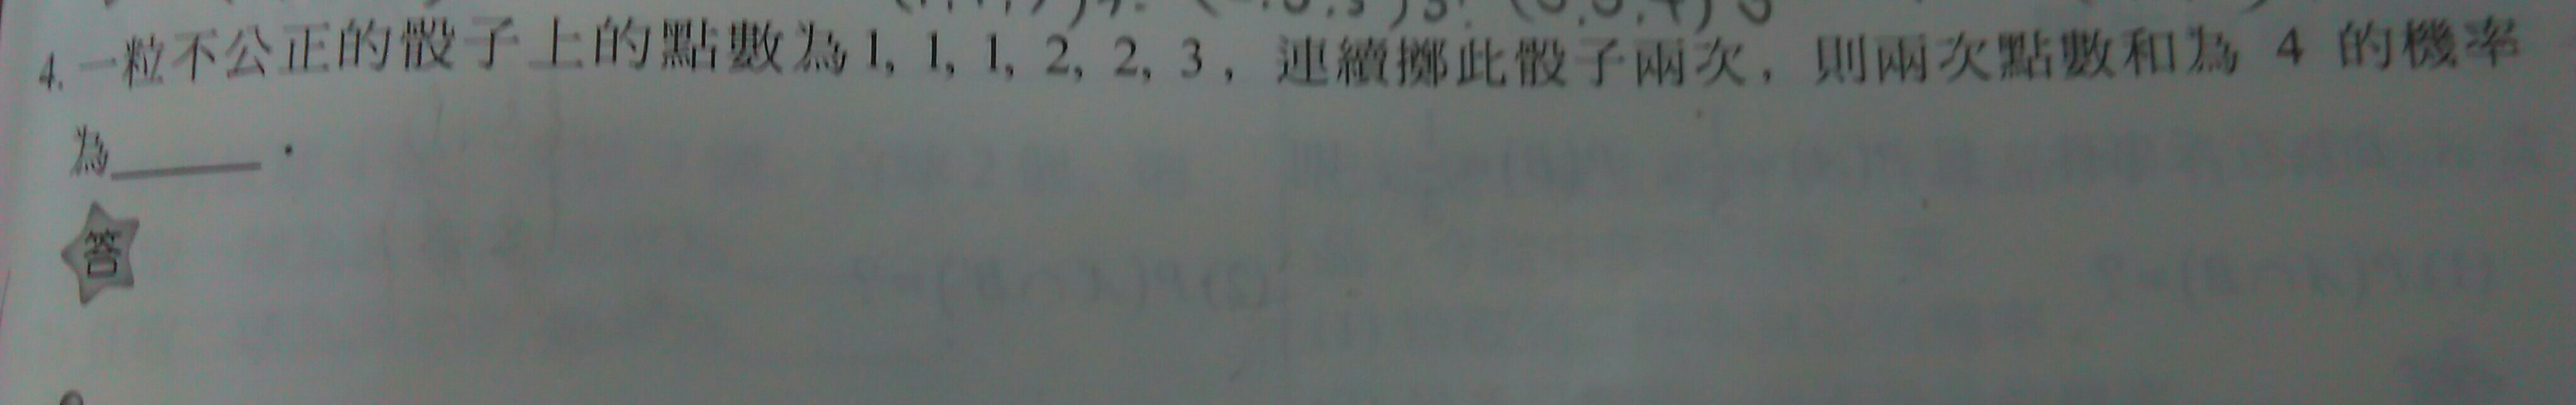 4. 一粒不公正的骰子上的點數為1, 1, 1, 2, 2, 3, 連續擲此骰子兩次, 則兩次點數和為 4 的機率
為______.
答